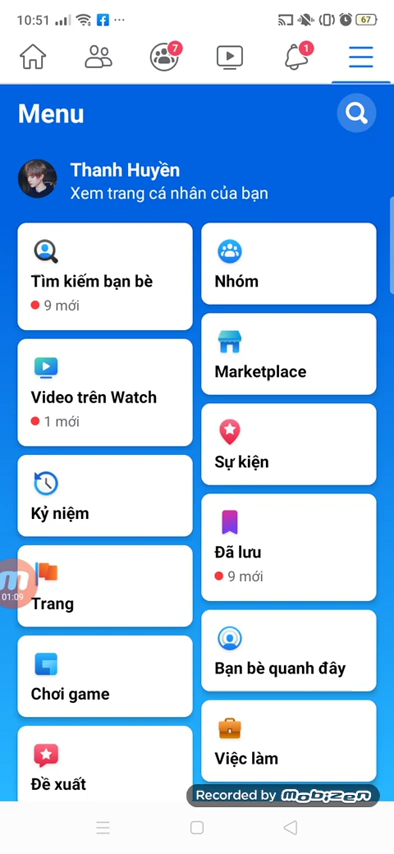 10:51
67
7
1
Menu
Thanh Huyền
Xem trang cá nhân của bạn
Tìm kiếm bạn bè
9 mới
Nhóm
Video trên Watch
1 mới
Marketplace
Kỷ niệm
Sự kiện
Trang
Đã lưu
9 mới
Chơi game
Bạn bè quanh đây
Đề xuất
Việc làm
m
01:09
Recorded by mobizen